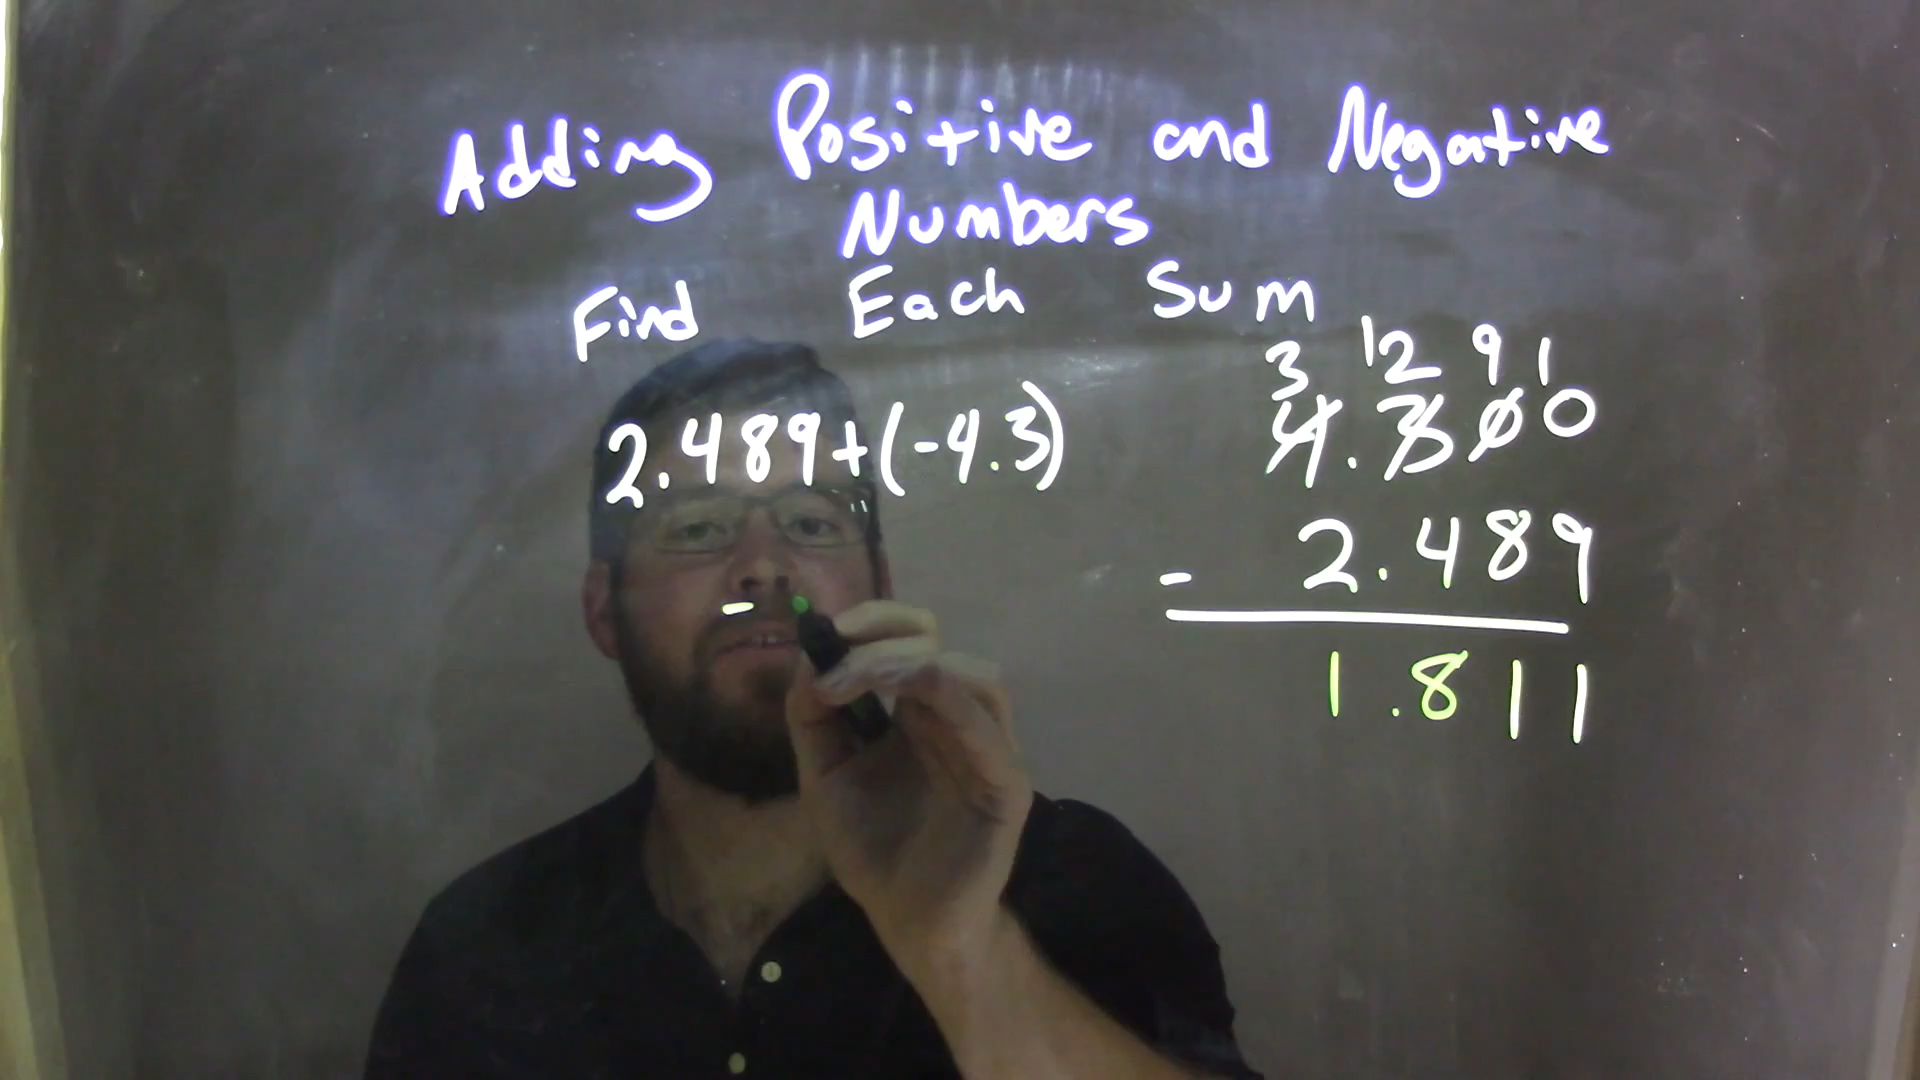 Adding Positive and Negative
Numbers
Find Each Sum
2.489+(-4.3)
3 12 9 1
4.300
- 2.489
1.811
-